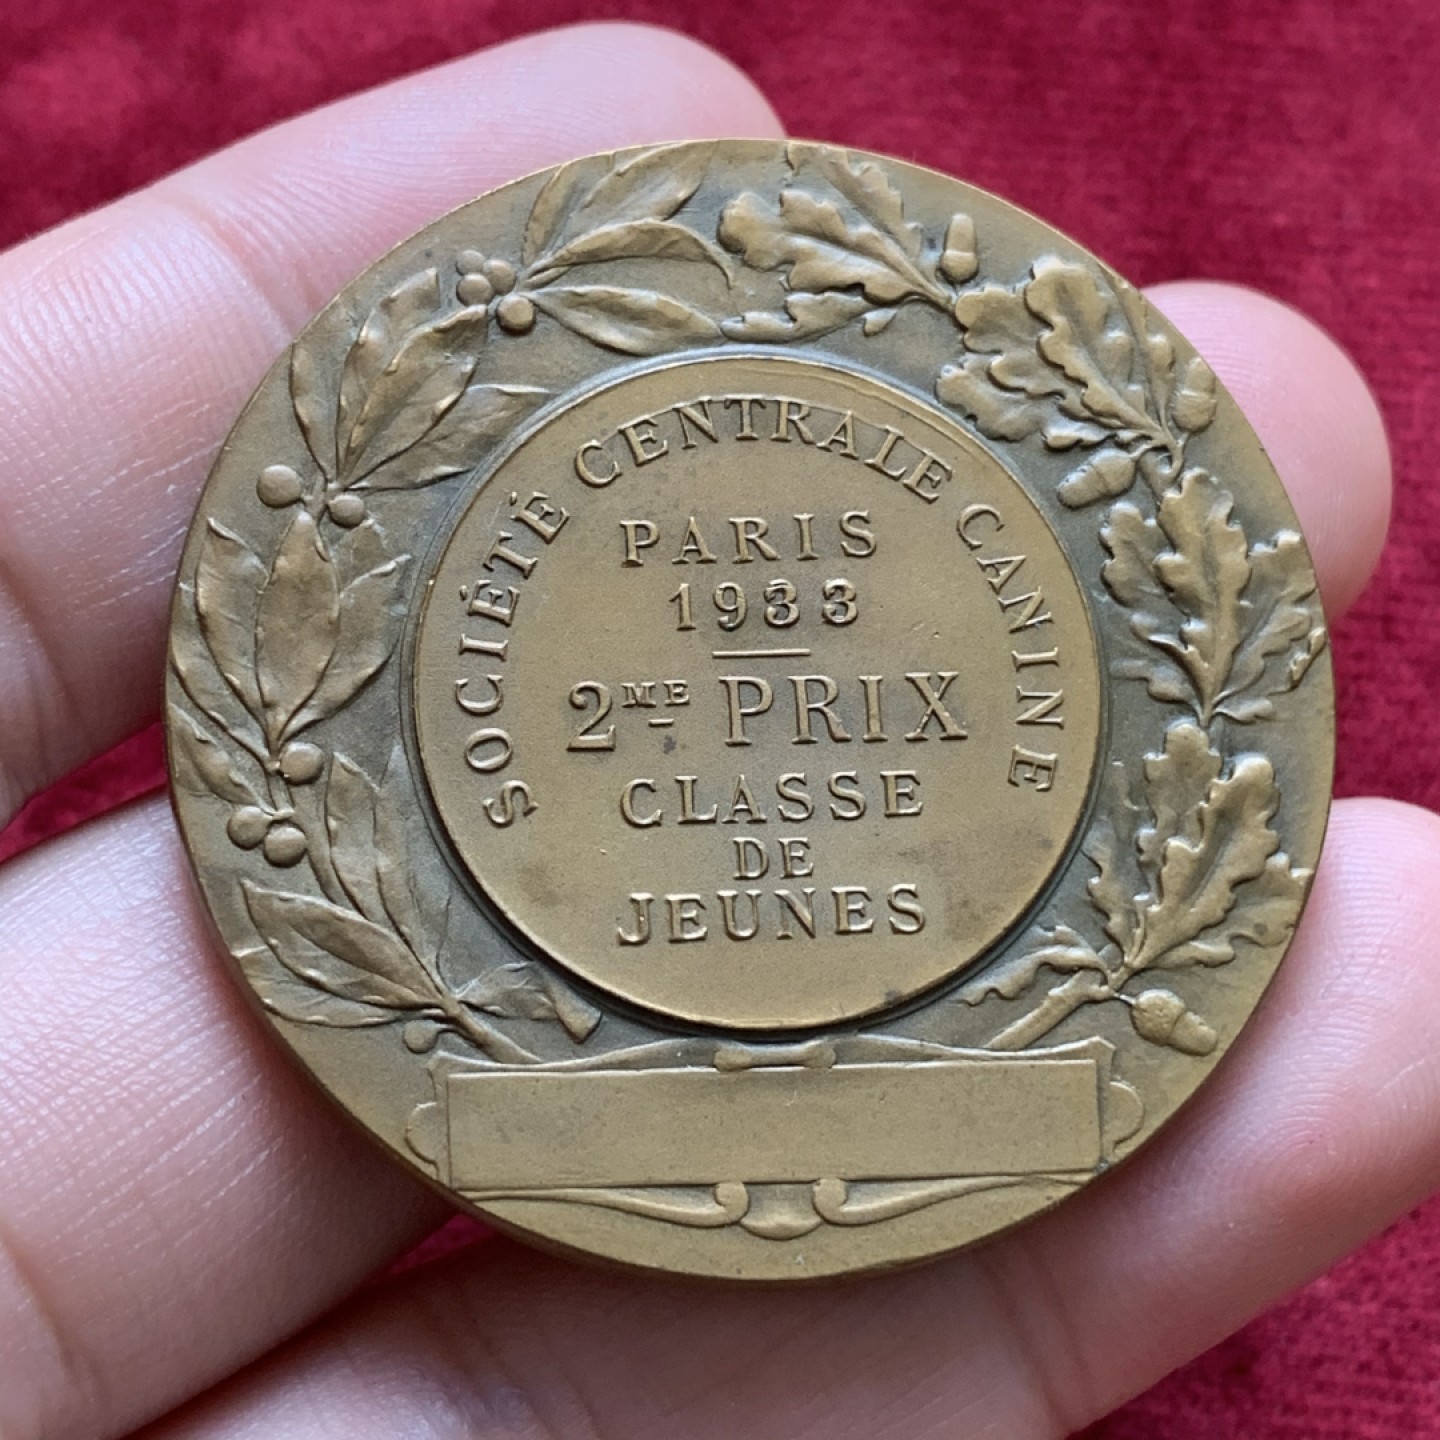 SOCIÉTÉ CENTRALE CANINE
PARIS
1933
2ME PRIX
CLASSE
DE
JEUNES